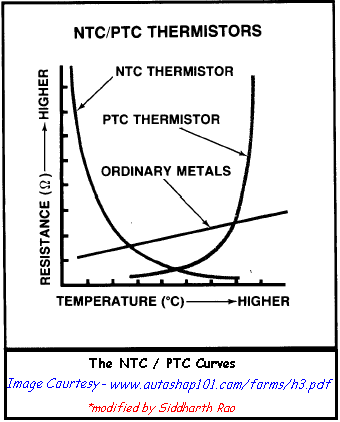 NTC/PTC THERMISTORS
NTC THERMISTOR
PTC THERMISTOR
ORDINARY METALS
RESISTANCE (Ω) → HIGHER
TEMPERATURE (°C) → HIGHER
The NTC / PTC Curves
Image Courtesy - www.autoshop101.com/forms/h3.pdf
*modified by Siddharth Rao